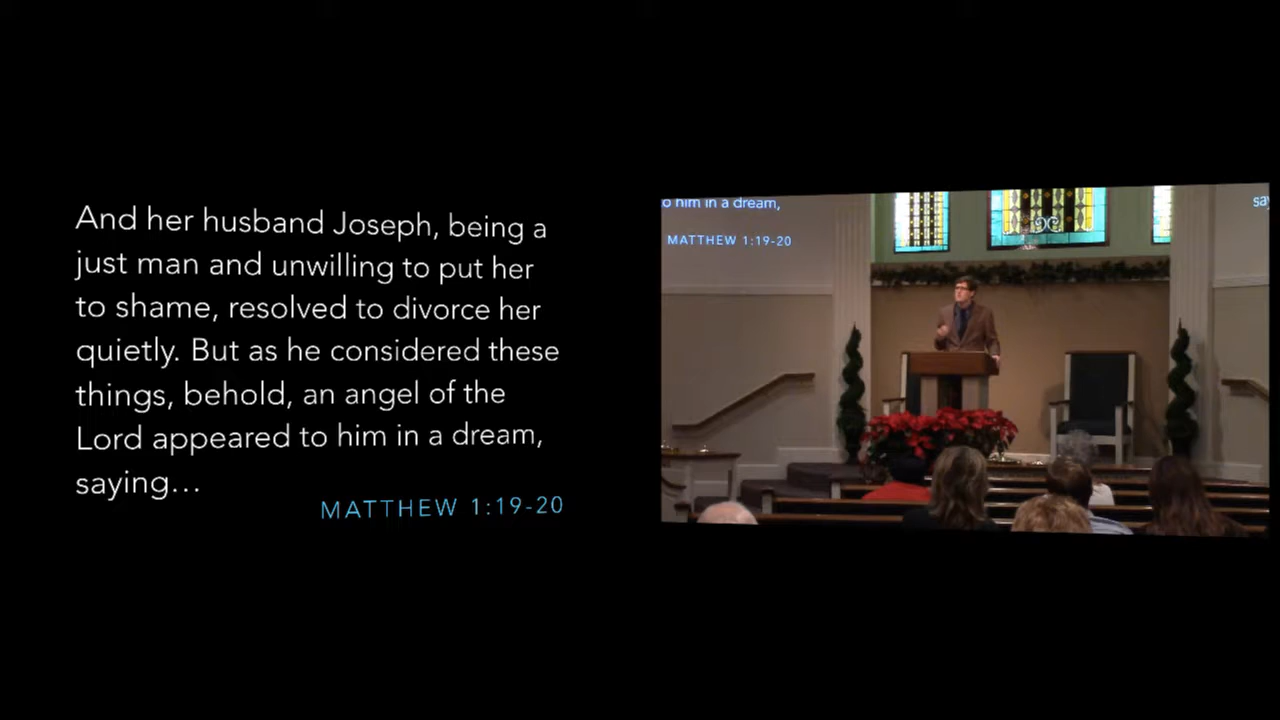 And her husband Joseph, being a
just man and unwilling to put her
to shame, resolved to divorce her
quietly. But as he considered these
things, behold, an angel of the
Lord appeared to him in a dream,
saying…
MATTHEW 1:19-20
o him in a dream,
MATTHEW 1:19-20
say